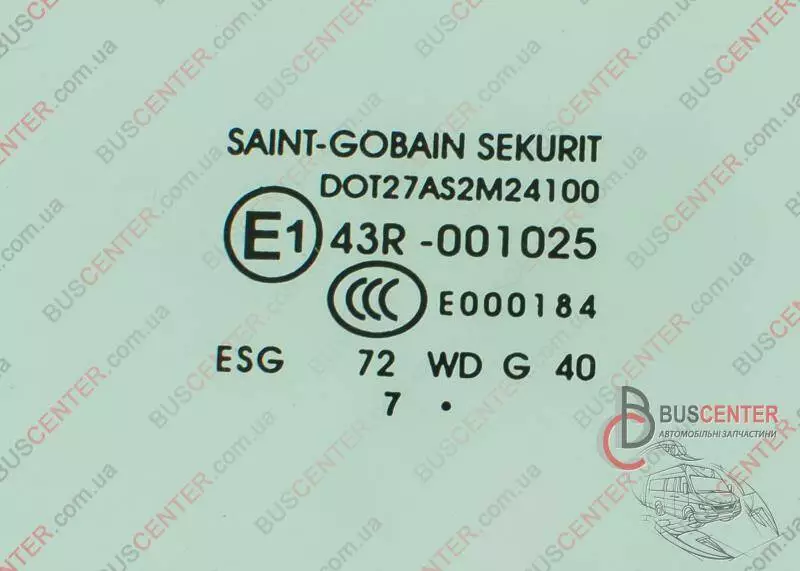 SAINT-GOBAIN SEKURIT
DOT27AS2M24100
E1 43R -001025
CCC E000184
ESG 72 WD G 40
7 •
BUSCENTER
АВТОМОБІЛЬНІ ЗАПЧАСТИНИ
BUSCENTER.com.ua